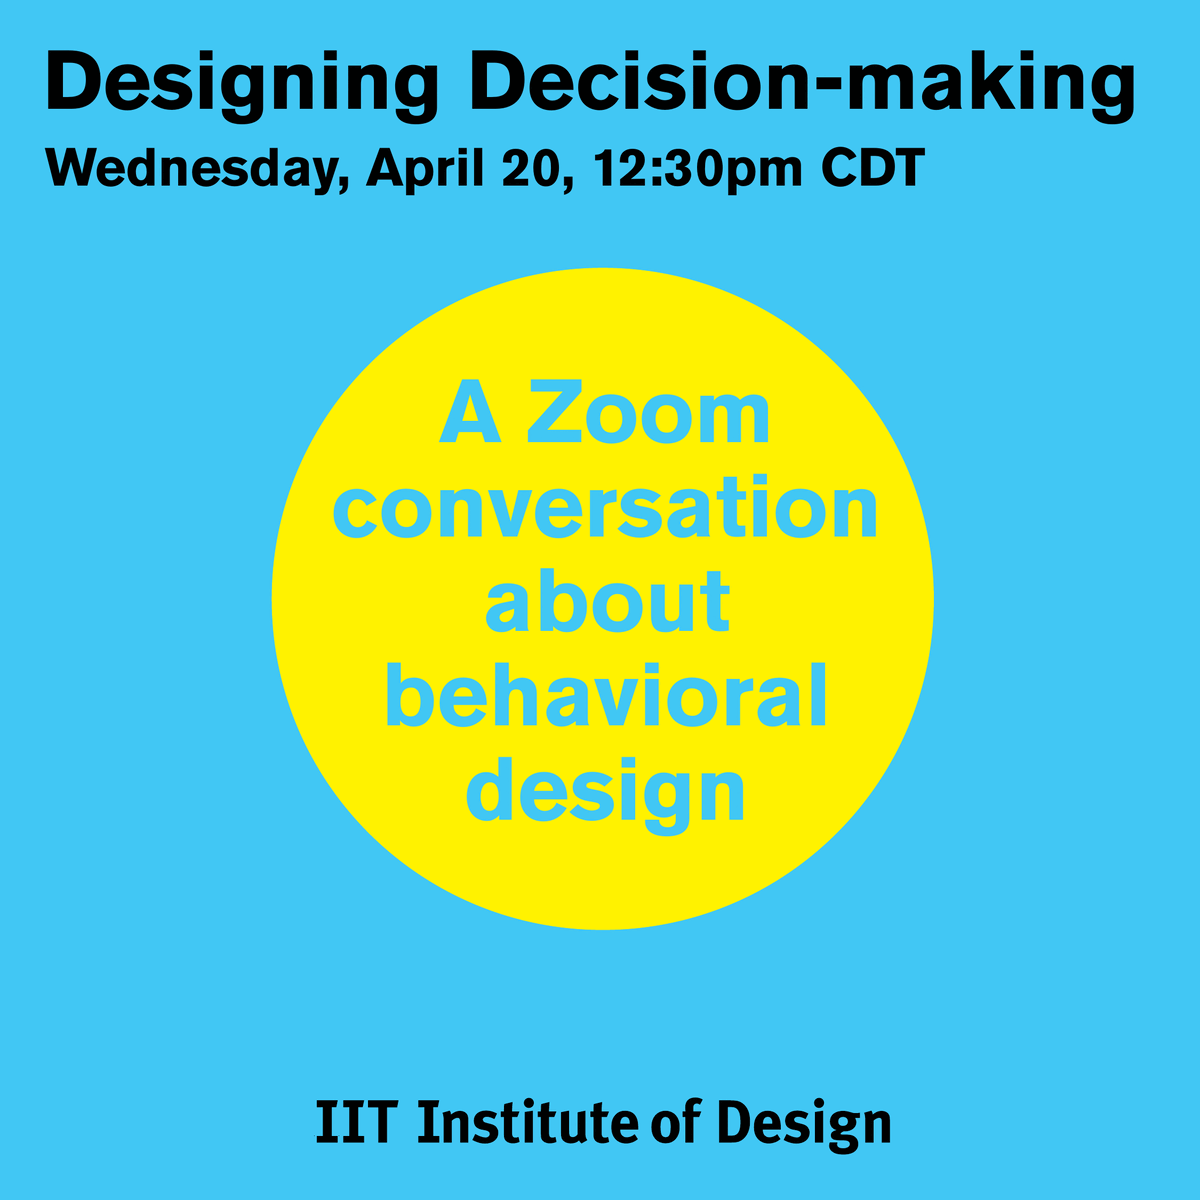 Designing Decision-making
Wednesday, April 20, 12:30pm CDT
A Zoom
conversation
about
behavioral
design
IIT Institute of Design